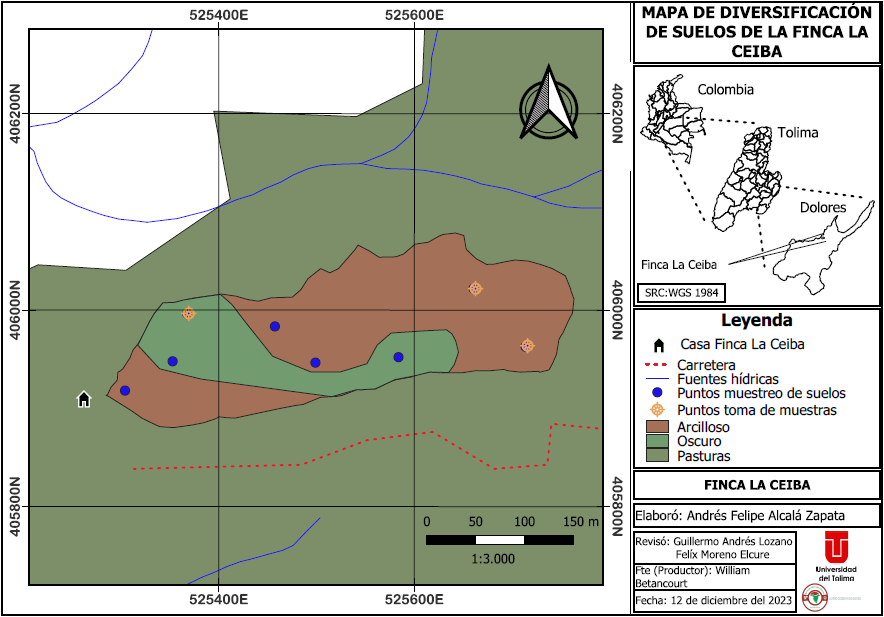 525400E
525600E
406200N
406000N
405800N
406200N
406000N
405800N
525400E
525600E
0
50
100
150 m
1:3.000
MAPA DE DIVERSIFICACIÓN
DE SUELOS DE LA FINCA LA
CEIBA
Colombia
Tolima
Dolores
Finca La Ceiba
SRC:WGS 1984
Leyenda
Casa Finca La Ceiba
Carretera
Fuentes hídricas
Puntos muestreo de suelos
Puntos toma de muestras
Arcilloso
Oscuro
Pasturas
FINCA LA CEIBA
Elaboró: Andrés Felipe Alcalá Zapata
Revisó: Guillermo Andrés Lozano
Felix Moreno Elcure
Fte (Productor): William
Betancourt
Fecha: 12 de diciembre del 2023
Universidad
del Tolima